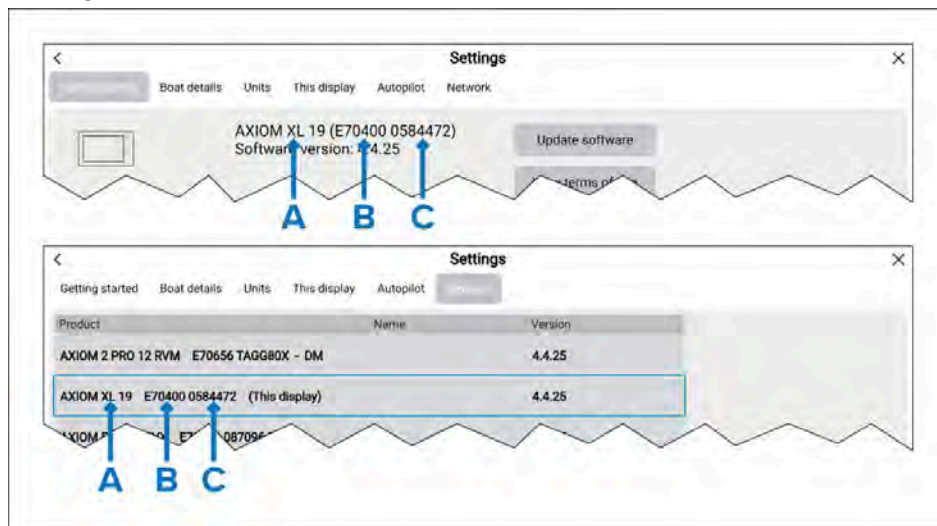 Settings
Boat details Units This display Autopilot Network
AXIOM XL 19 (E70400 0584472)
Software version: 4.4.25
Update software
terms of
A B C
Settings
Getting started Boat details Units This display Autopilot
Product Name Version
AXIOM 2 PRO 12 RVM E70656 TAGG80X - DM 4.4.25
AXIOM XL 19 E70400 0584472 (This display) 4.4.25
A B C